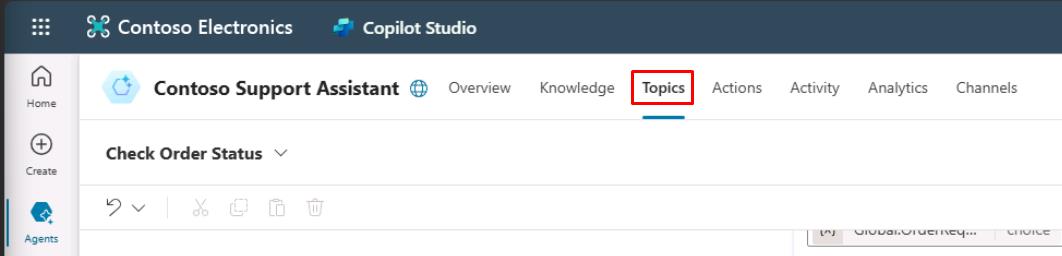 Contoso Electronics Copilot Studio
Contoso Support Assistant Overview Knowledge Topics Actions Activity Analytics Channels
Home
Check Order Status
Create
Agents
Global.OrderReq... choice